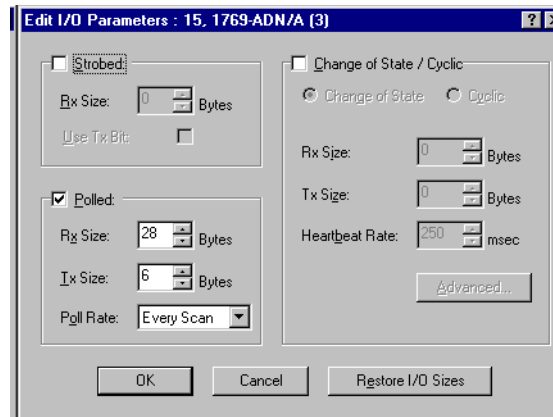 Edit I/O Parameters : 15, 1769-ADN/A (3)
Strobed:
Rx Size: 0 Bytes
Use Tx Bit:
Polled:
Rx Size: 28 Bytes
Tx Size: 6 Bytes
Poll Rate: Every Scan
Change of State / Cyclic
Change of State Cyclic
Rx Size: 0 Bytes
Tx Size: 0 Bytes
Heartbeat Rate: 250 msec
Advanced...
OK Cancel Restore I/O Sizes